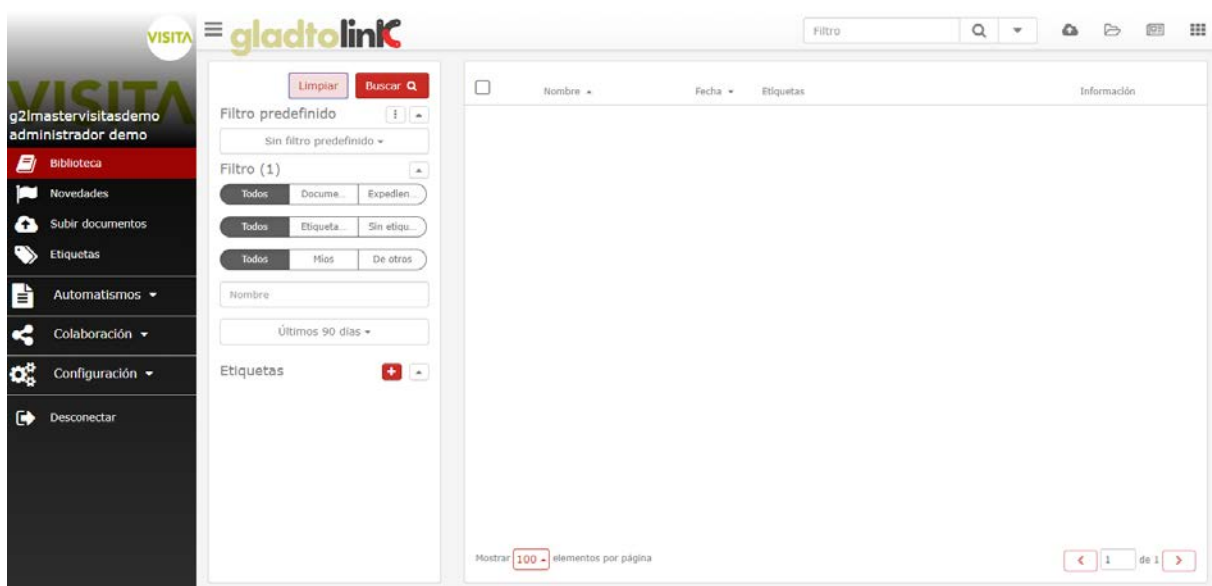 VISITA
gladtolink
Filtro
VISITA
g2lmastervisitasdemo
administrador demo
Biblioteca
Novedades
Subir documentos
Etiquetas
Automatismos
Colaboración
Configuración
Desconectar
Limpiar Buscar
Filtro predefinido
Sin filtro predefinido
Filtro (1)
Todos Docume... Expedien...
Todos Etiqueta... Sin etiqu...
Todos Míos De otros
Nombre
Últimos 90 días
Etiquetas
Nombre Fecha Etiquetas Información
Mostrar 100 elementos por página
1 de 1